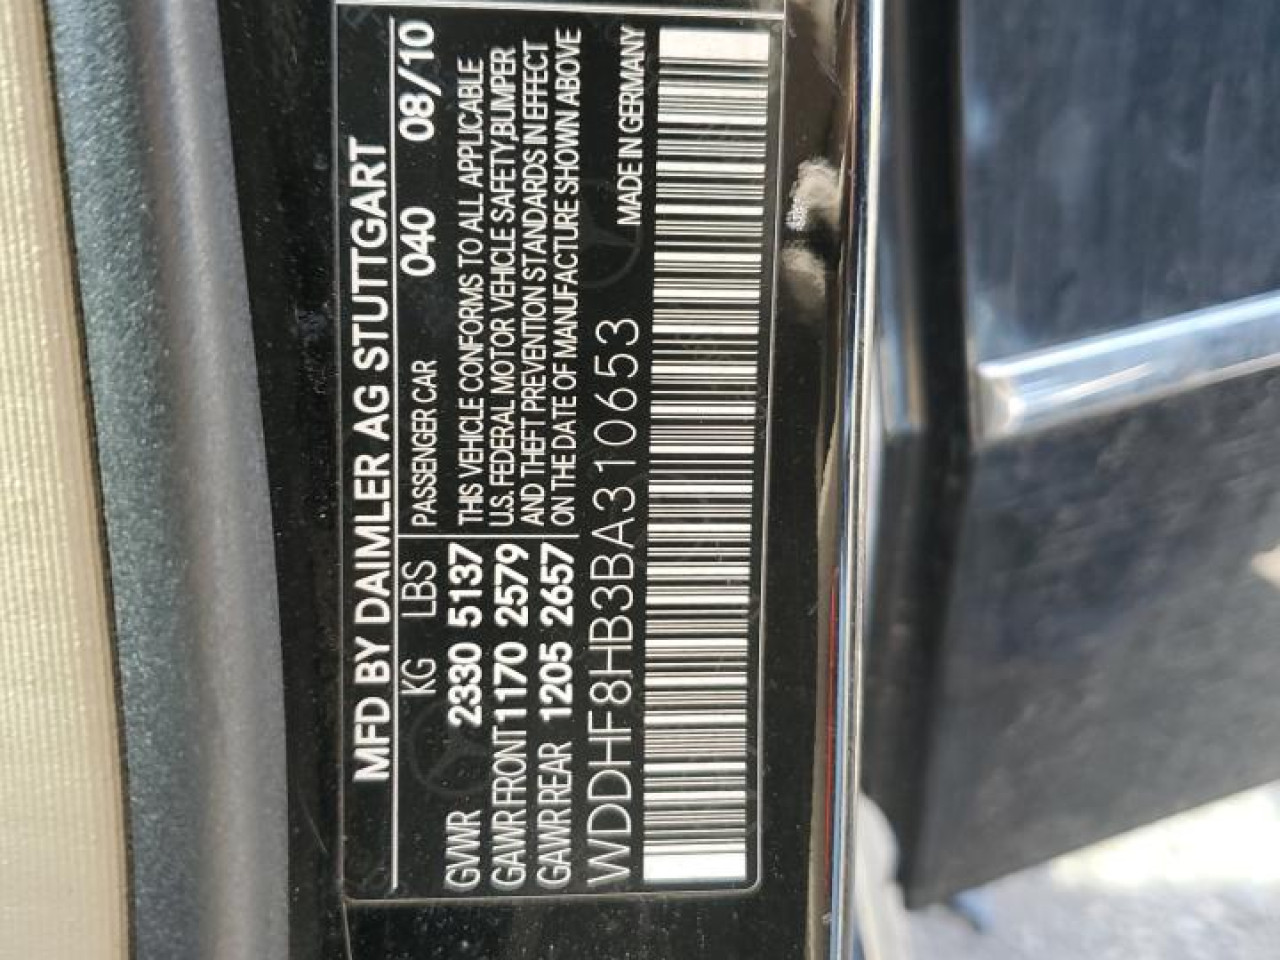 MFD BY DAIMLER AG STUTTGART
KG LBS PASSENGER CAR 040 08/10
GVWR 2330 5137 THIS VEHICLE CONFORMS TO ALL APPLICABLE
U.S. FEDERAL MOTOR VEHICLE SAFETY,BUMPER
GAWR FRONT 1170 2579 AND THEFT PREVENTION STANDARDS IN EFFECT
GAWR REAR 1205 2657 ON THE DATE OF MANUFACTURE SHOWN ABOVE
WDDHF8HB3BA310653 MADE IN GERMANY